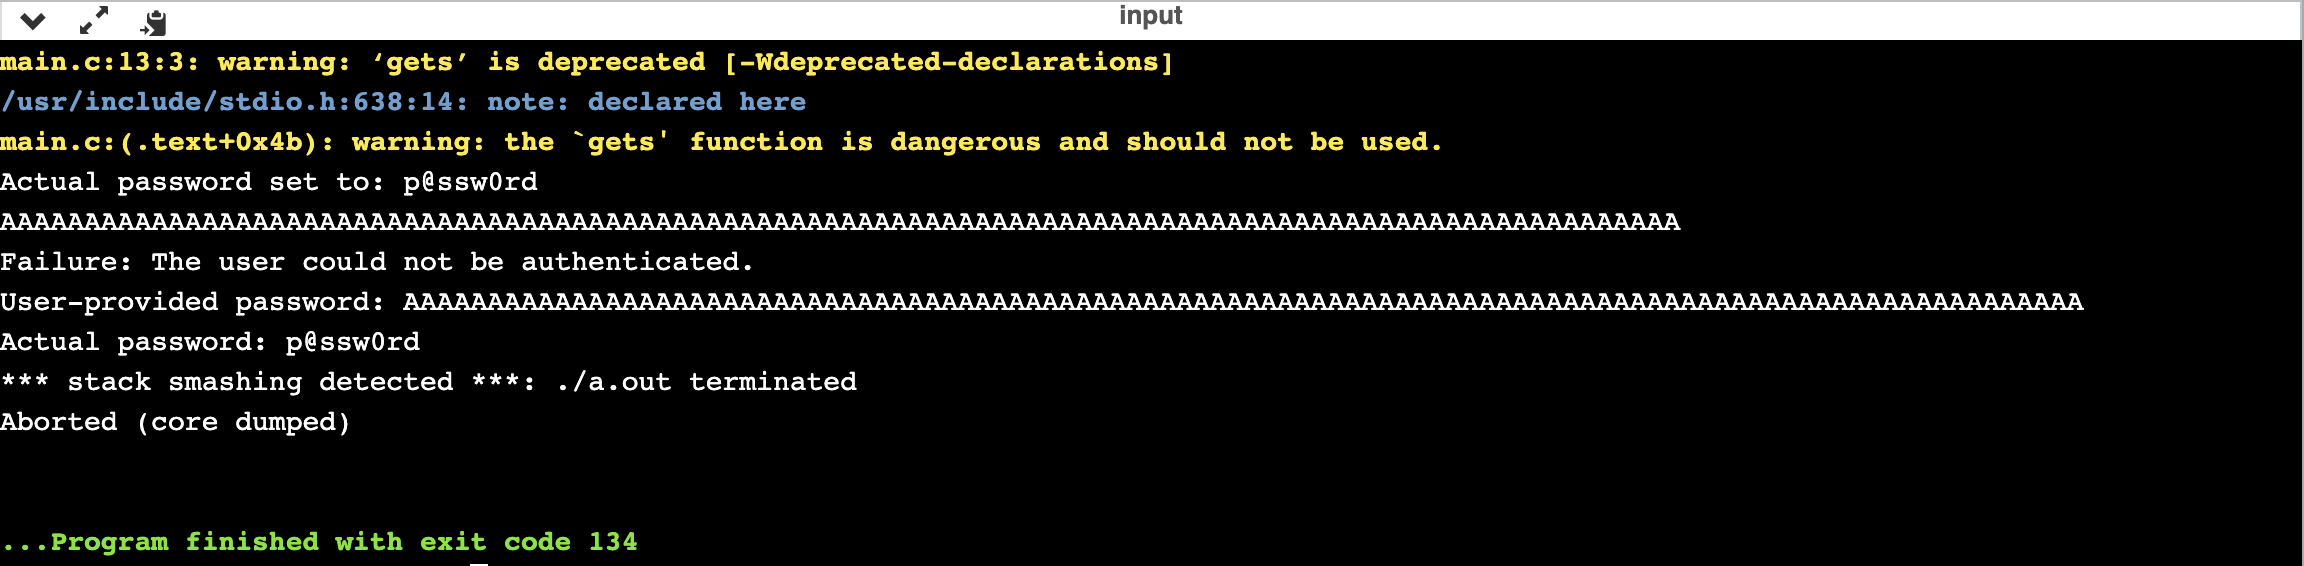 input
main.c:13:3: warning: ‘gets’ is deprecated [-Wdeprecated-declarations]
/usr/include/stdio.h:638:14: note: declared here
main.c:(.text+0x4b): warning: the `gets' function is dangerous and should not be used.
Actual password set to: p@ssw0rd
AAAAAAAAAAAAAAAAAAAAAAAAAAAAAAAAAAAAAAAAAAAAAAAAAAAAAAAAAAAAAAAAAAAAAAAAAAAAAAAAAAAAAAAAAAAAAAAAAAAA
Failure: The user could not be authenticated.
User-provided password: AAAAAAAAAAAAAAAAAAAAAAAAAAAAAAAAAAAAAAAAAAAAAAAAAAAAAAAAAAAAAAAAAAAAAAAAAAAAAAAAAAAAAAAAAAAAAAAAAAAA
Actual password: p@ssw0rd
*** stack smashing detected ***: ./a.out terminated
Aborted (core dumped)
...Program finished with exit code 134